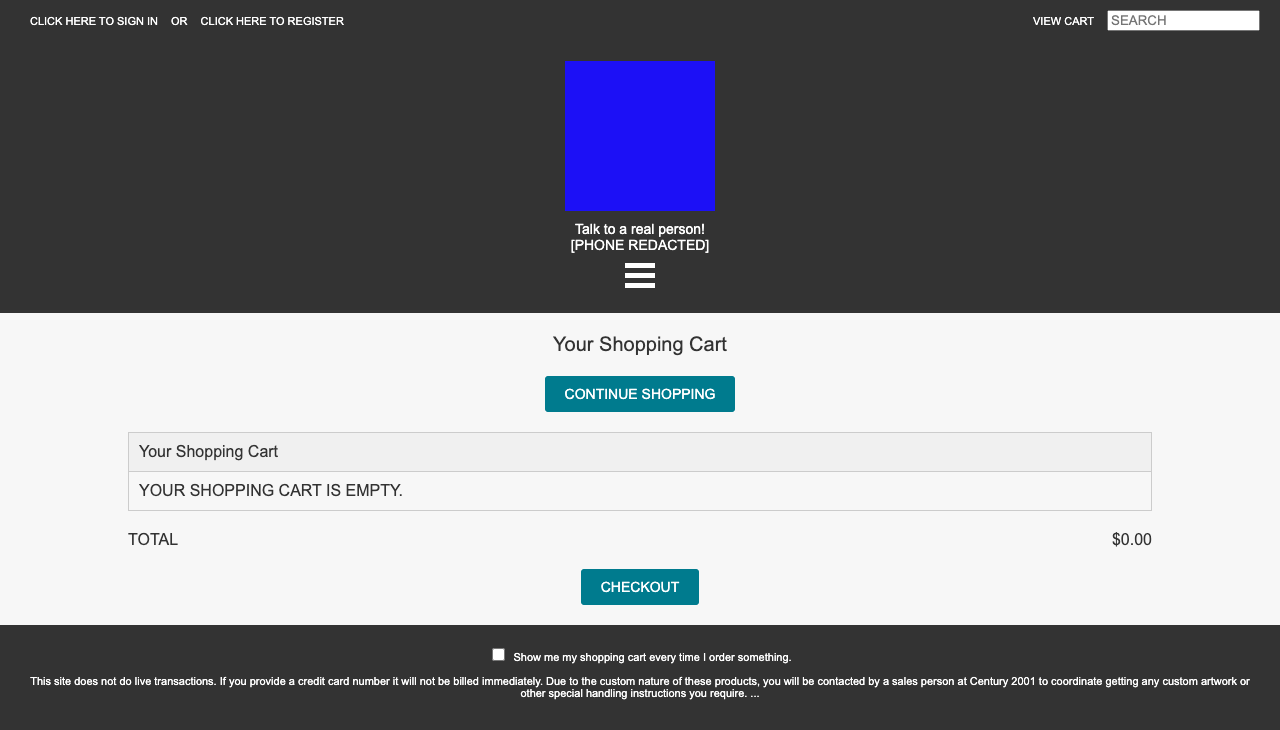 CLICK HERE TO SIGN IN OR CLICK HERE TO REGISTER VIEW CART SEARCH
Talk to a real person!
[PHONE REDACTED]
Your Shopping Cart
CONTINUE SHOPPING
Your Shopping Cart
YOUR SHOPPING CART IS EMPTY.
TOTAL $0.00
CHECKOUT
Show me my shopping cart every time I order something.
This site does not do live transactions. If you provide a credit card number it will not be billed immediately. Due to the custom nature of these products, you will be contacted by a sales person at Century 2001 to coordinate getting any custom artwork or
other special handling instructions you require. ...